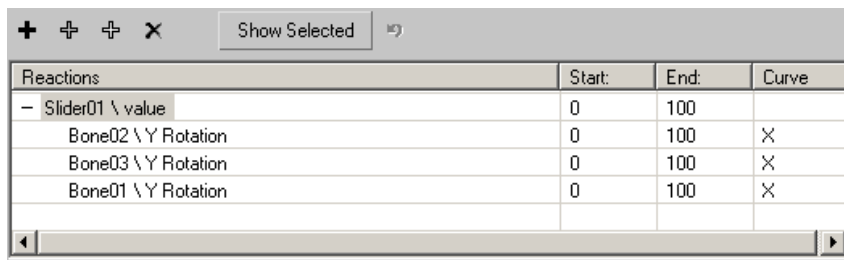 Show Selected
Reactions Start: End: Curve
Slider01 \ value 0 100
Bone02 \ Y Rotation 0 100 X
Bone03 \ Y Rotation 0 100 X
Bone01 \ Y Rotation 0 100 X